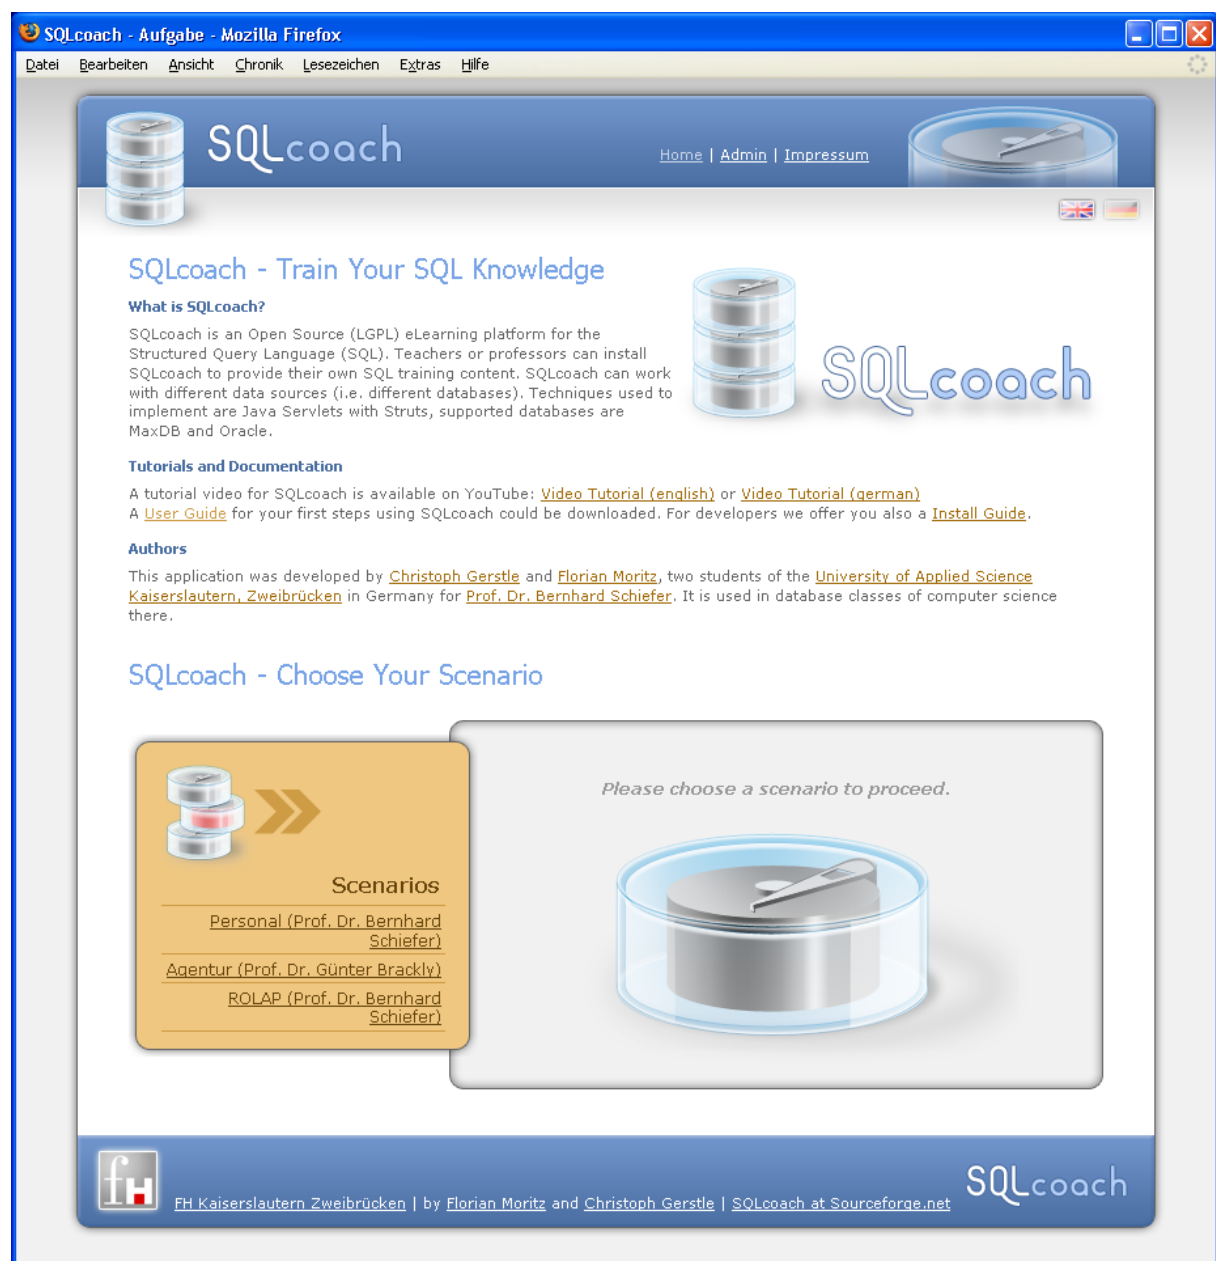 SQLcoach - Aufgabe - Mozilla Firefox
Datei Bearbeiten Ansicht Chronik Lesezeichen Extras Hilfe
SQLcoach
Home | Admin | Impressum
SQLcoach - Train Your SQL Knowledge
What is SQLcoach?
SQLcoach is an Open Source (LGPL) eLearning platform for the
Structured Query Language (SQL). Teachers or professors can install
SQLcoach to provide their own SQL training content. SQLcoach can work
with different data sources (i.e. different databases). Techniques used to
implement are Java Servlets with Struts, supported databases are
MaxDB and Oracle.
SQLcoach
Tutorials and Documentation
A tutorial video for SQLcoach is available on YouTube: Video Tutorial (english) or Video Tutorial (german)
A User Guide for your first steps using SQLcoach could be downloaded. For developers we offer you also a Install Guide.
Authors
This application was developed by Christoph Gerstle and Florian Moritz, two students of the University of Applied Science
Kaiserslautern, Zweibrücken in Germany for Prof. Dr. Bernhard Schiefer. It is used in database classes of computer science
there.
SQLcoach - Choose Your Scenario
Scenarios
Personal (Prof. Dr. Bernhard
Schiefer)
Agentur (Prof. Dr. Günter Brackly)
ROLAP (Prof. Dr. Bernhard
Schiefer)
Please choose a scenario to proceed.
fH
FH Kaiserslautern Zweibrücken | by Florian Moritz and Christoph Gerstle | SQLcoach at Sourceforge.net
SQLcoach